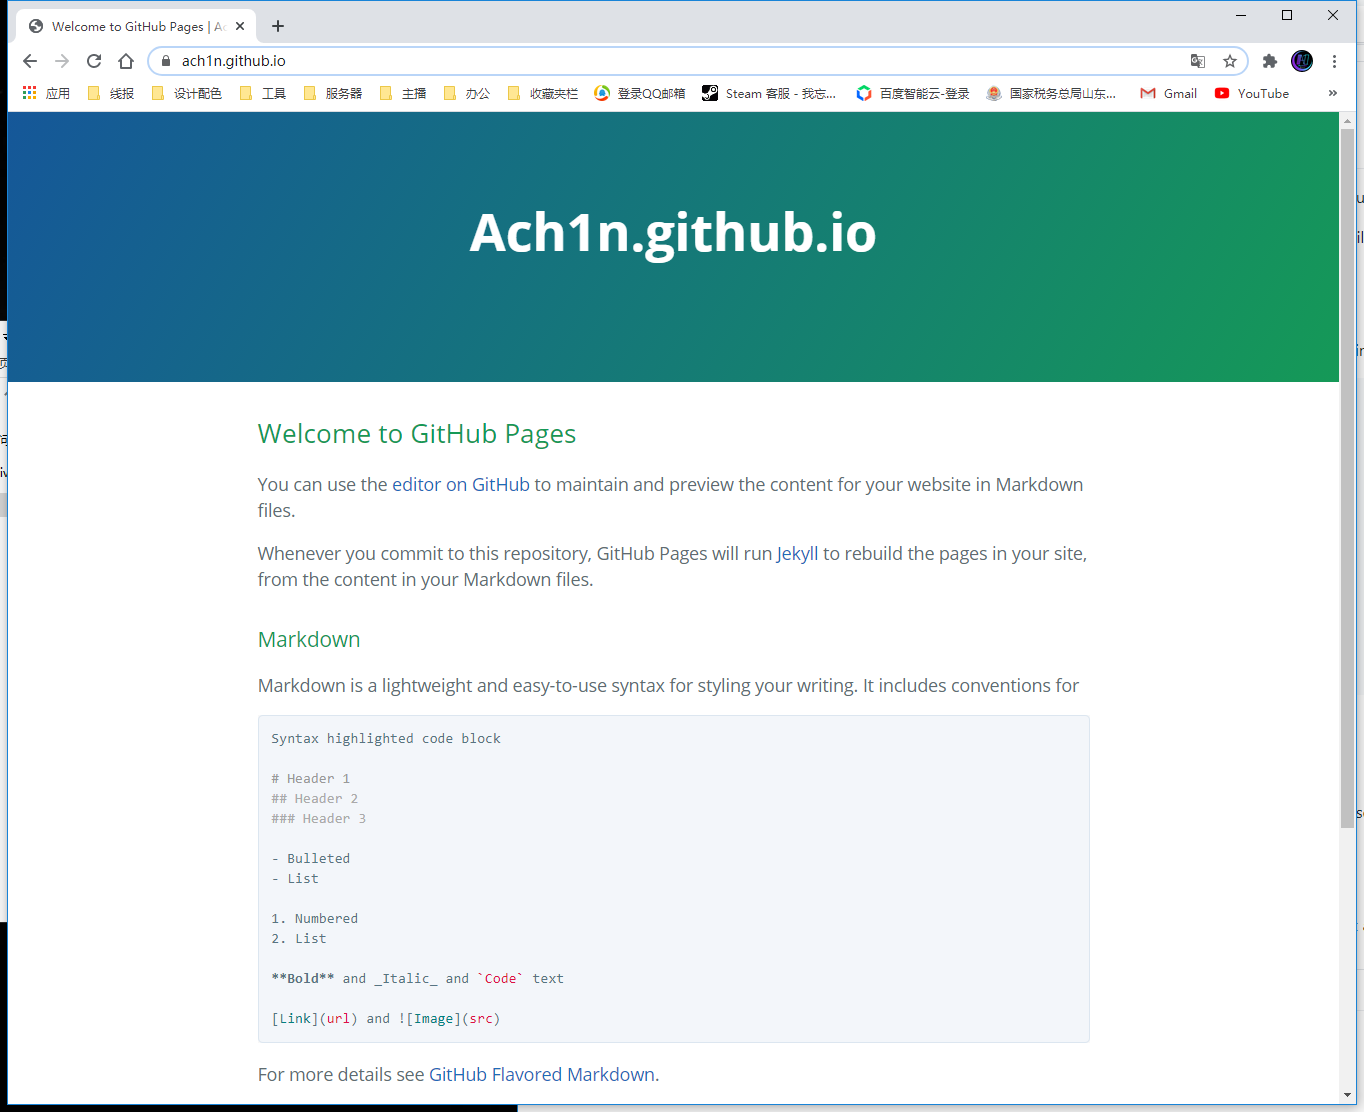 Welcome to GitHub Pages | Ac
ach1n.github.io
应用 线报 设计配色 工具 服务器 主播 办公 收藏夹栏 登录QQ邮箱 Steam 客服 - 我忘... 百度智能云-登录 国家税务总局山东... Gmail YouTube »
Ach1n.github.io
Welcome to GitHub Pages
You can use the editor on GitHub to maintain and preview the content for your website in Markdown
files.
Whenever you commit to this repository, GitHub Pages will run Jekyll to rebuild the pages in your site,
from the content in your Markdown files.
Markdown
Markdown is a lightweight and easy-to-use syntax for styling your writing. It includes conventions for
Syntax highlighted code block
# Header 1
## Header 2
### Header 3
- Bulleted
- List
1. Numbered
2. List
**Bold** and _Italic_ and `Code` text
[Link](url) and ![Image](src)
For more details see GitHub Flavored Markdown.